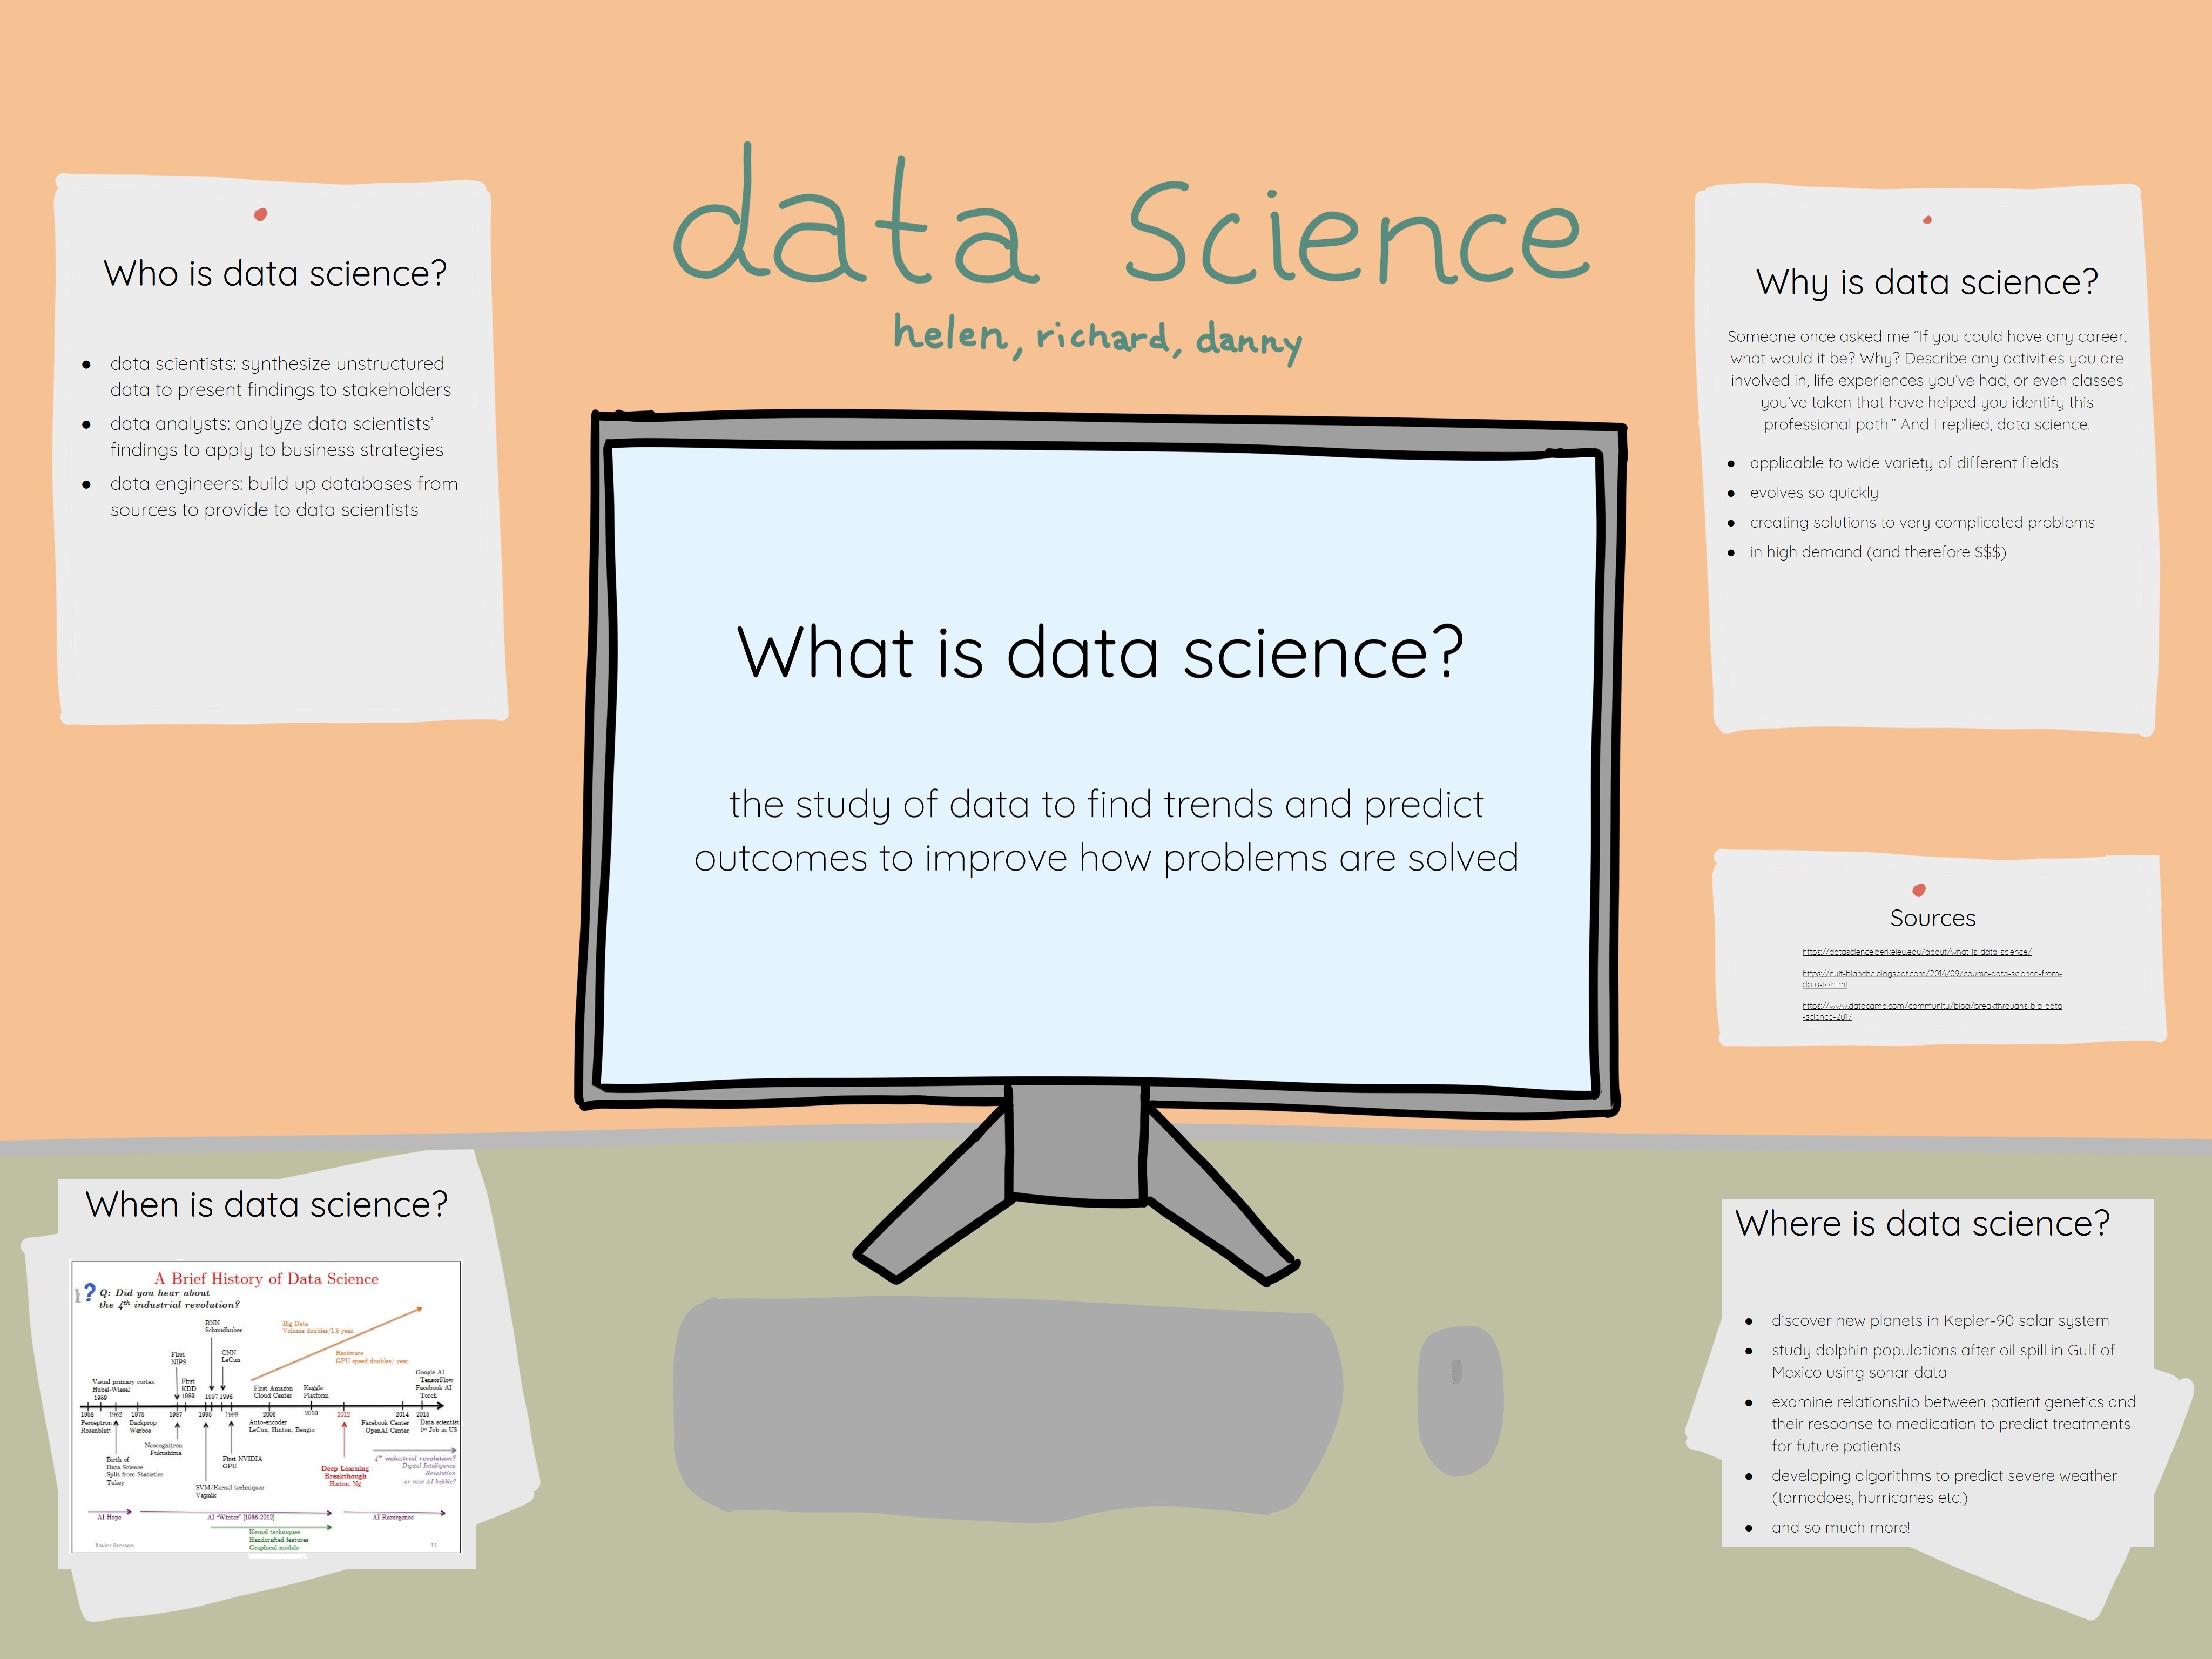 data Science
helen, richard, danny
Who is data science?
● data scientists: synthesize unstructured
data to present findings to stakeholders
● data analysts: analyze data scientists’
findings to apply to business strategies
● data engineers: build up databases from
sources to provide to data scientists
What is data science?
the study of data to find trends and predict
outcomes to improve how problems are solved
Why is data science?
Someone once asked me “If you could have any career,
what would it be? Why? Describe any activities you are
involved in, life experiences you’ve had, or even classes
you’ve taken that have helped you identify this
professional path.” And I replied, data science.
● applicable to wide variety of different fields
● evolves so quickly
● creating solutions to very complicated problems
● in high demand (and therefore $$$)
Sources
https://datascience.berkeley.edu/about/what-is-data-science/
https://nuit-blanche.blogspot.com/2016/09/course-data-science-from-
data-to.html
https://www.datacamp.com/community/blog/breakthroughs-big-data
-science-2017
When is data science?
A Brief History of Data Science
? Q: Did you hear about
the 4th industrial revolution?
RNN
Schmidhuber
Big Data
Volume doubles/1.5 year
First
NIPS
CNN
LeCun
Hardware
GPU speed doubles/ year
Visual primary cortex
Hubel-Wiesel
1959
First
KDD
1989
1997 1998
First Amazon
Cloud Center
Kaggle
Platform
Google AI
TensorFlow
Facebook AI
Torch
1958 1962 1975 1987 1995 1999 2006 2010 2012 2014 2015
Perceptron
Rosenblatt
Backprop
Werbos
Auto-encoder
LeCun, Hinton, Bengio
Facebook Center
OpenAI Center
Data scientist
1st Job in US
Neocognitron
Fukushima
Birth of
Data Science
Split from Statistics
Tukey
First NVIDIA
GPU
SVM/Kernel techniques
Vapnik
Deep Learning
Breakthough
Hinton, Ng
4th industrial revolution?
Digital Intelligence
Revolution
or new AI bubble?
AI Hope
AI “Winter” [1966-2012]
AI Resurgence
Kernel techniques
Handcrafted features
Graphical models
Xavier Bresson
11
Where is data science?
● discover new planets in Kepler-90 solar system
● study dolphin populations after oil spill in Gulf of
Mexico using sonar data
● examine relationship between patient genetics and
their response to medication to predict treatments
for future patients
● developing algorithms to predict severe weather
(tornadoes, hurricanes etc.)
● and so much more!